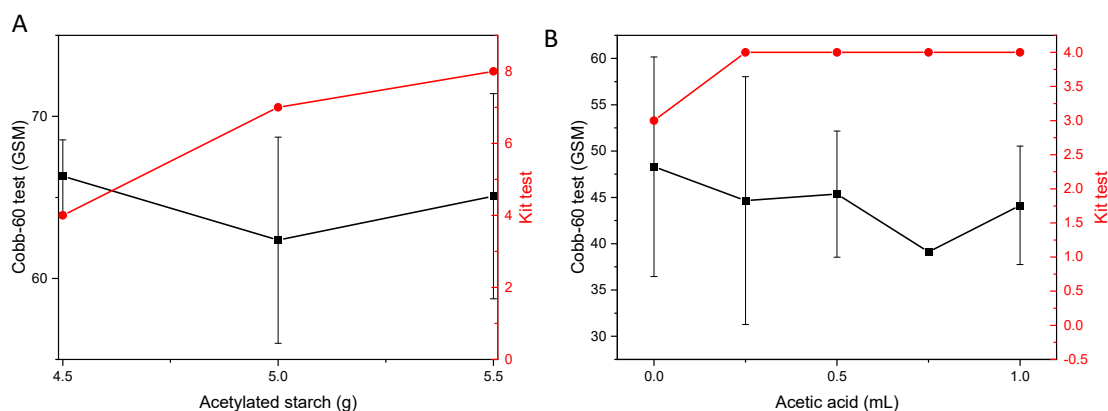 A
Cobb-60 test (GSM)
70
60
4.5 5.0 5.5
Acetylated starch (g)
8
6
4
2
0
Kit test
B
Cobb-60 test (GSM)
60
55
50
45
40
35
30
0.0 0.5 1.0
Acetic acid (mL)
4.0
3.5
3.0
2.5
2.0
1.5
1.0
0.5
0.0
-0.5
Kit test